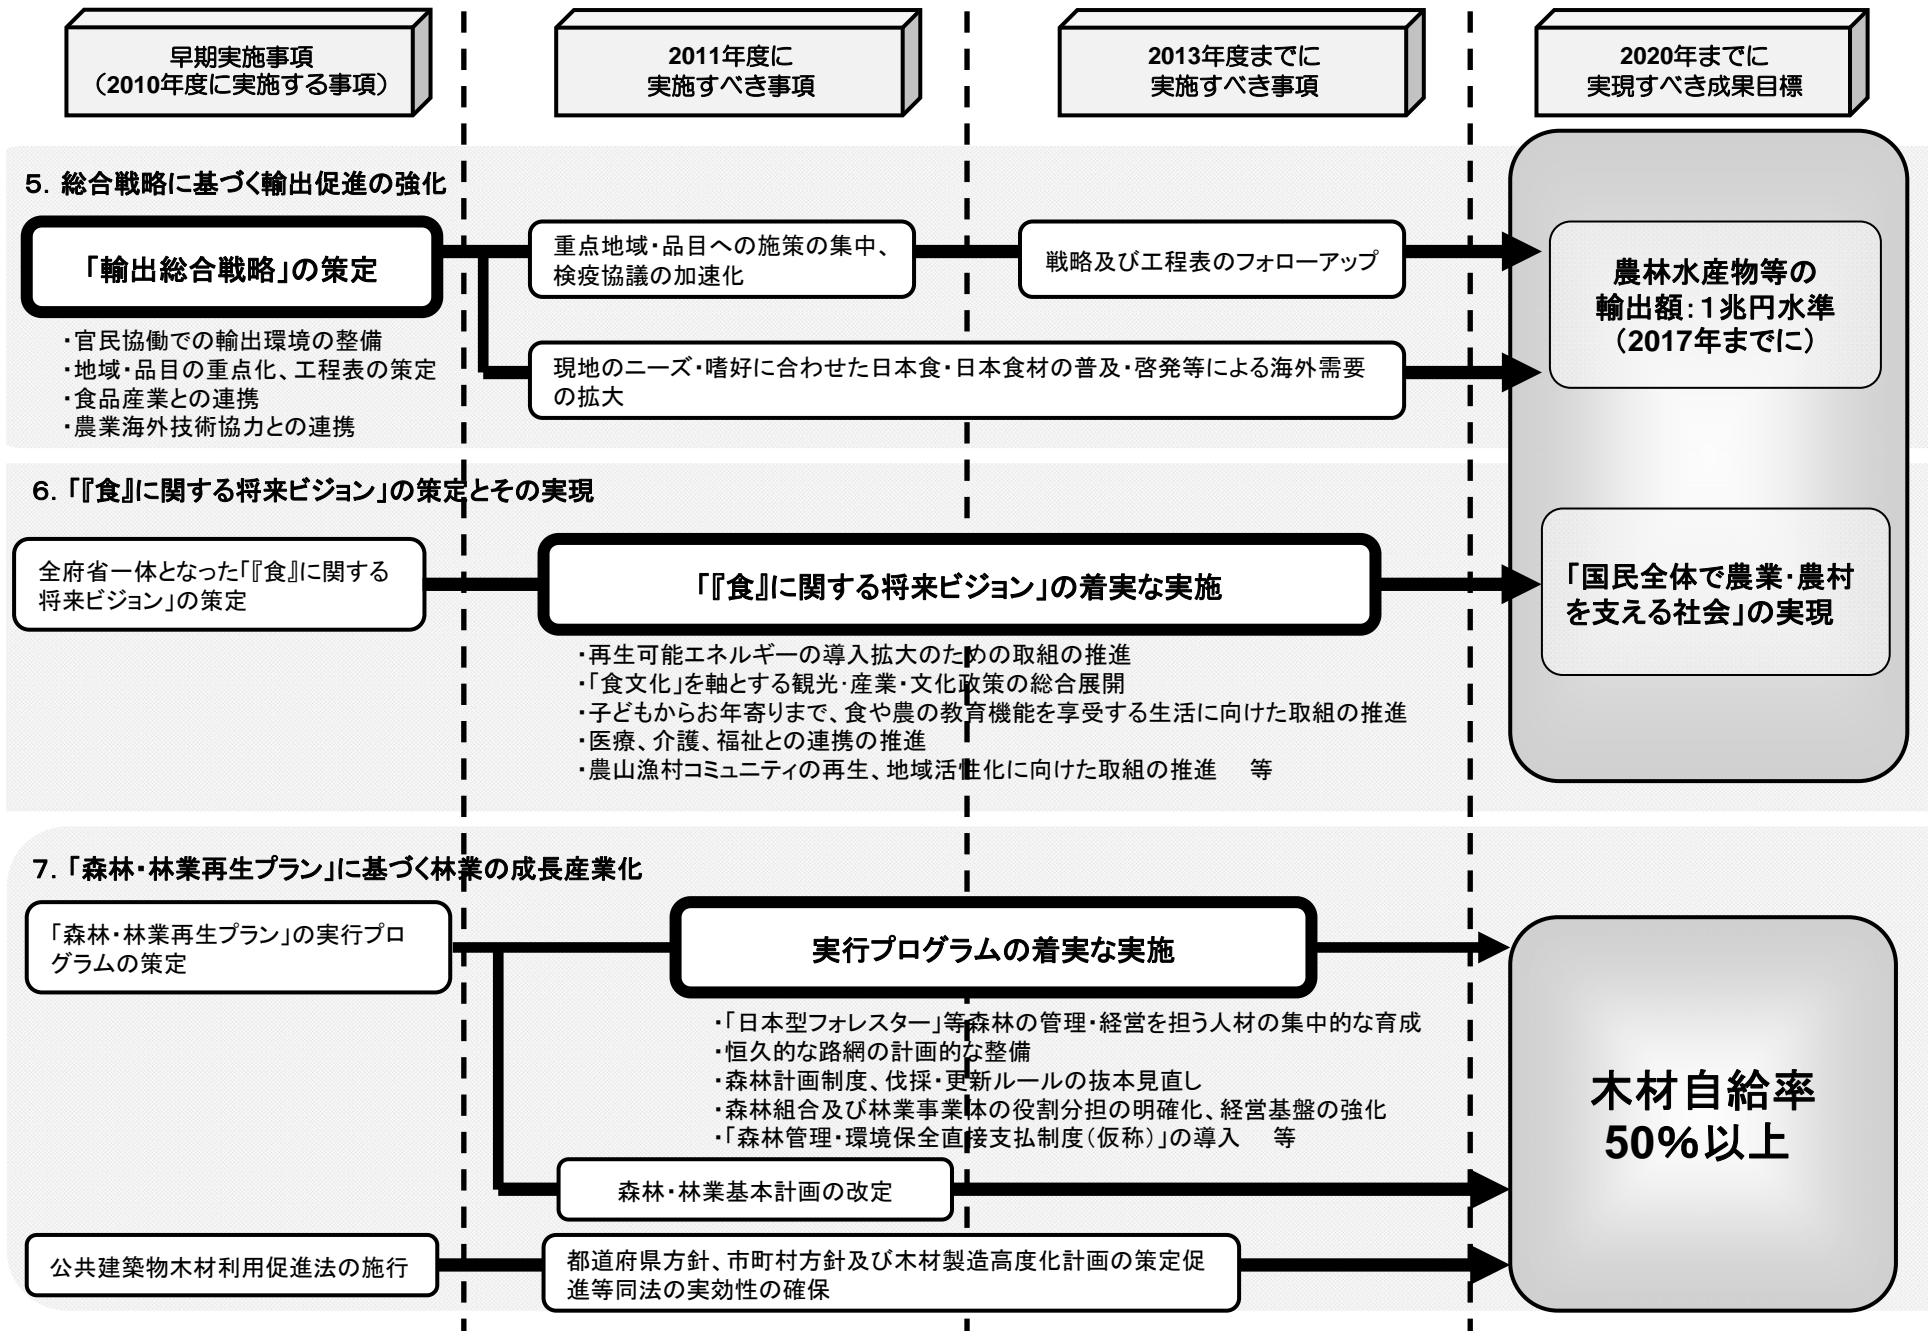 早期実施事項
（2010年度に実施する事項）
2011年度に
実施すべき事項
2013年度までに
実施すべき事項
2020年までに
実現すべき成果目標
５．総合戦略に基づく輸出促進の強化
「輸出総合戦略」の策定
・官民協働での輸出環境の整備
・地域・品目の重点化、工程表の策定
・食品産業との連携
・農業海外技術協力との連携
重点地域・品目への施策の集中、
検疫協議の加速化
戦略及び工程表のフォローアップ
現地のニーズ・嗜好に合わせた日本食・日本食材の普及・啓発等による海外需要
の拡大
農林水産物等の
輸出額：１兆円水準
（2017年までに）
６．「『食』に関する将来ビジョン」の策定とその実現
全府省一体となった「『食』に関する
将来ビジョン」の策定
「『食』に関する将来ビジョン」の着実な実施
・再生可能エネルギーの導入拡大のための取組の推進
・「食文化」を軸とする観光・産業・文化政策の総合展開
・子どもからお年寄りまで、食や農の教育機能を享受する生活に向けた取組の推進
・医療、介護、福祉との連携の推進
・農山漁村コミュニティの再生、地域活性化に向けた取組の推進　等
「国民全体で農業・農村
を支える社会」の実現
７．「森林・林業再生プラン」に基づく林業の成長産業化
「森林・林業再生プラン」の実行プロ
グラムの策定
実行プログラムの着実な実施
・「日本型フォレスター」等森林の管理・経営を担う人材の集中的な育成
・恒久的な路網の計画的な整備
・森林計画制度、伐採・更新ルールの抜本見直し
・森林組合及び林業事業体の役割分担の明確化、経営基盤の強化
・「森林管理・環境保全直接支払制度（仮称）」の導入　等
森林・林業基本計画の改定
公共建築物木材利用促進法の施行
都道府県方針、市町村方針及び木材製造高度化計画の策定促
進等同法の実効性の確保
木材自給率
50％以上